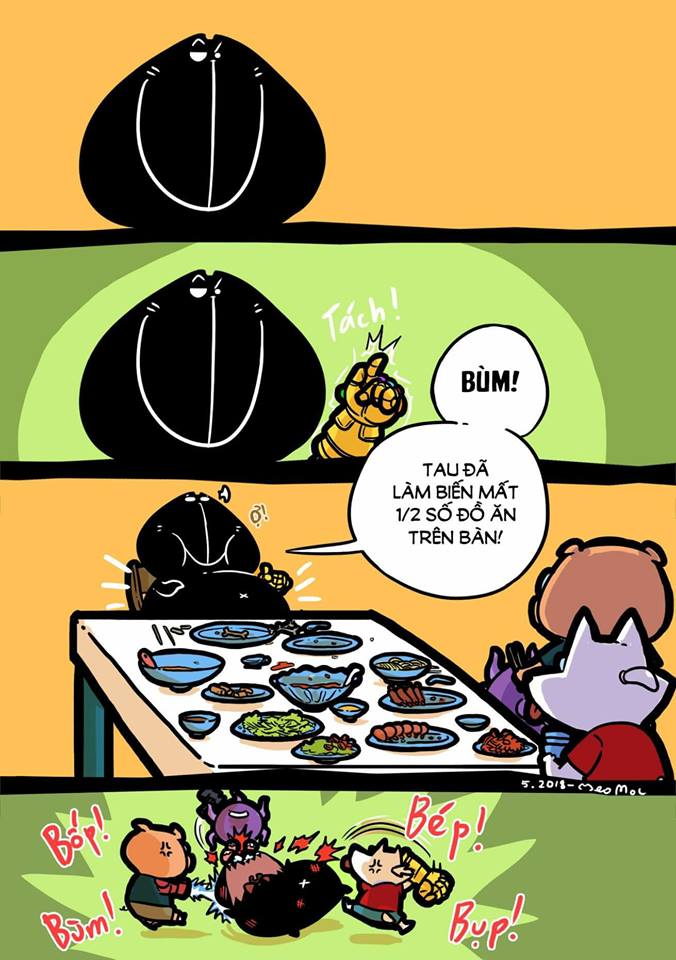 Tách!
BÙM!
TAU ĐÃ
LÀM BIẾN MẤT
1/2 SỐ ĐỒ ĂN
TRÊN BÀN!
Ợ!
5.2018-MeoMoc
Bốp!
Bép!
Bùm!
Bụp!